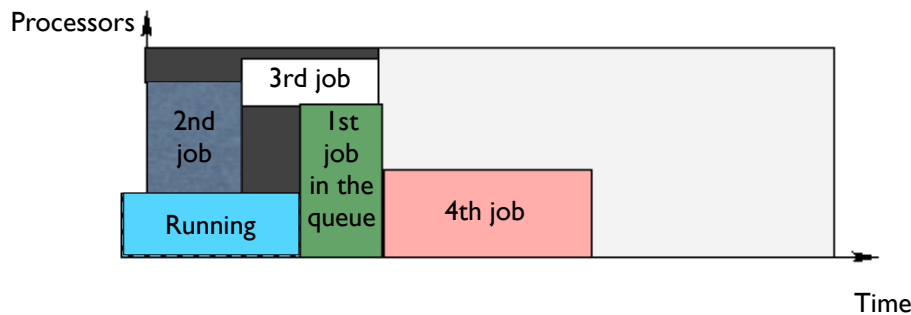 Processors
3rd job
2nd
job
1st
job
in the
queue
Running
4th job
Time